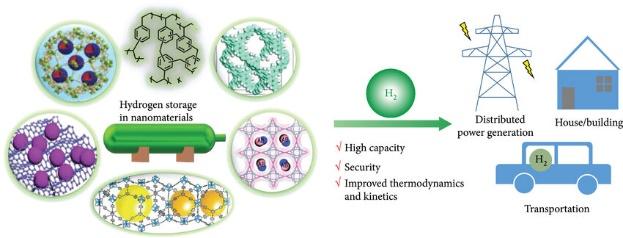 Hydrogen storage
in nanomaterials
H₂
√ High capacity
√ Security
√ Improved thermodynamics
and kinetics
Distributed
power generation
House/building
H₂
Transportation